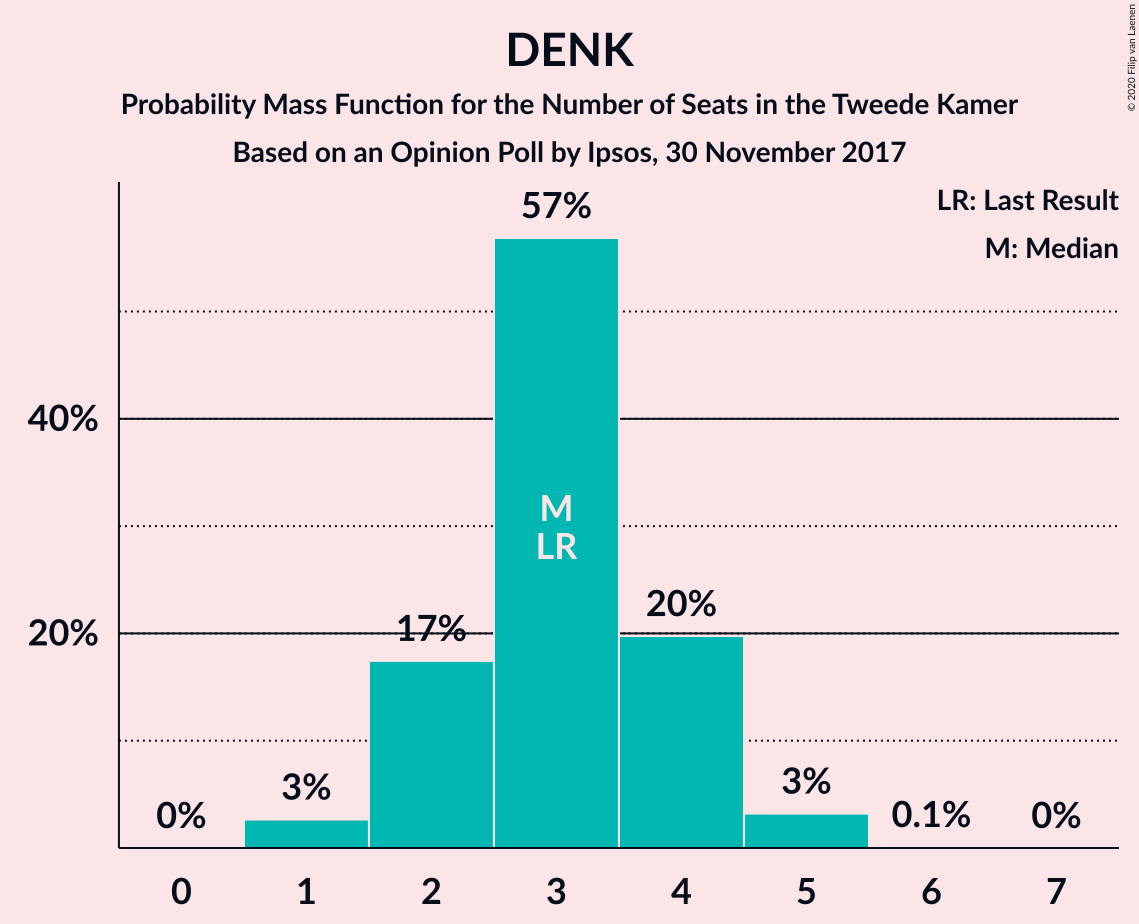 DENK
Probability Mass Function for the Number of Seats in the Tweede Kamer
Based on an Opinion Poll by Ipsos, 30 November 2017
© 2020 Filip van Laenen
LR: Last Result
M: Median
57%
40%
M
LR
20%
17%
20%
3%
3%
0%
0.1%
0%
0 1 2 3 4 5 6 7